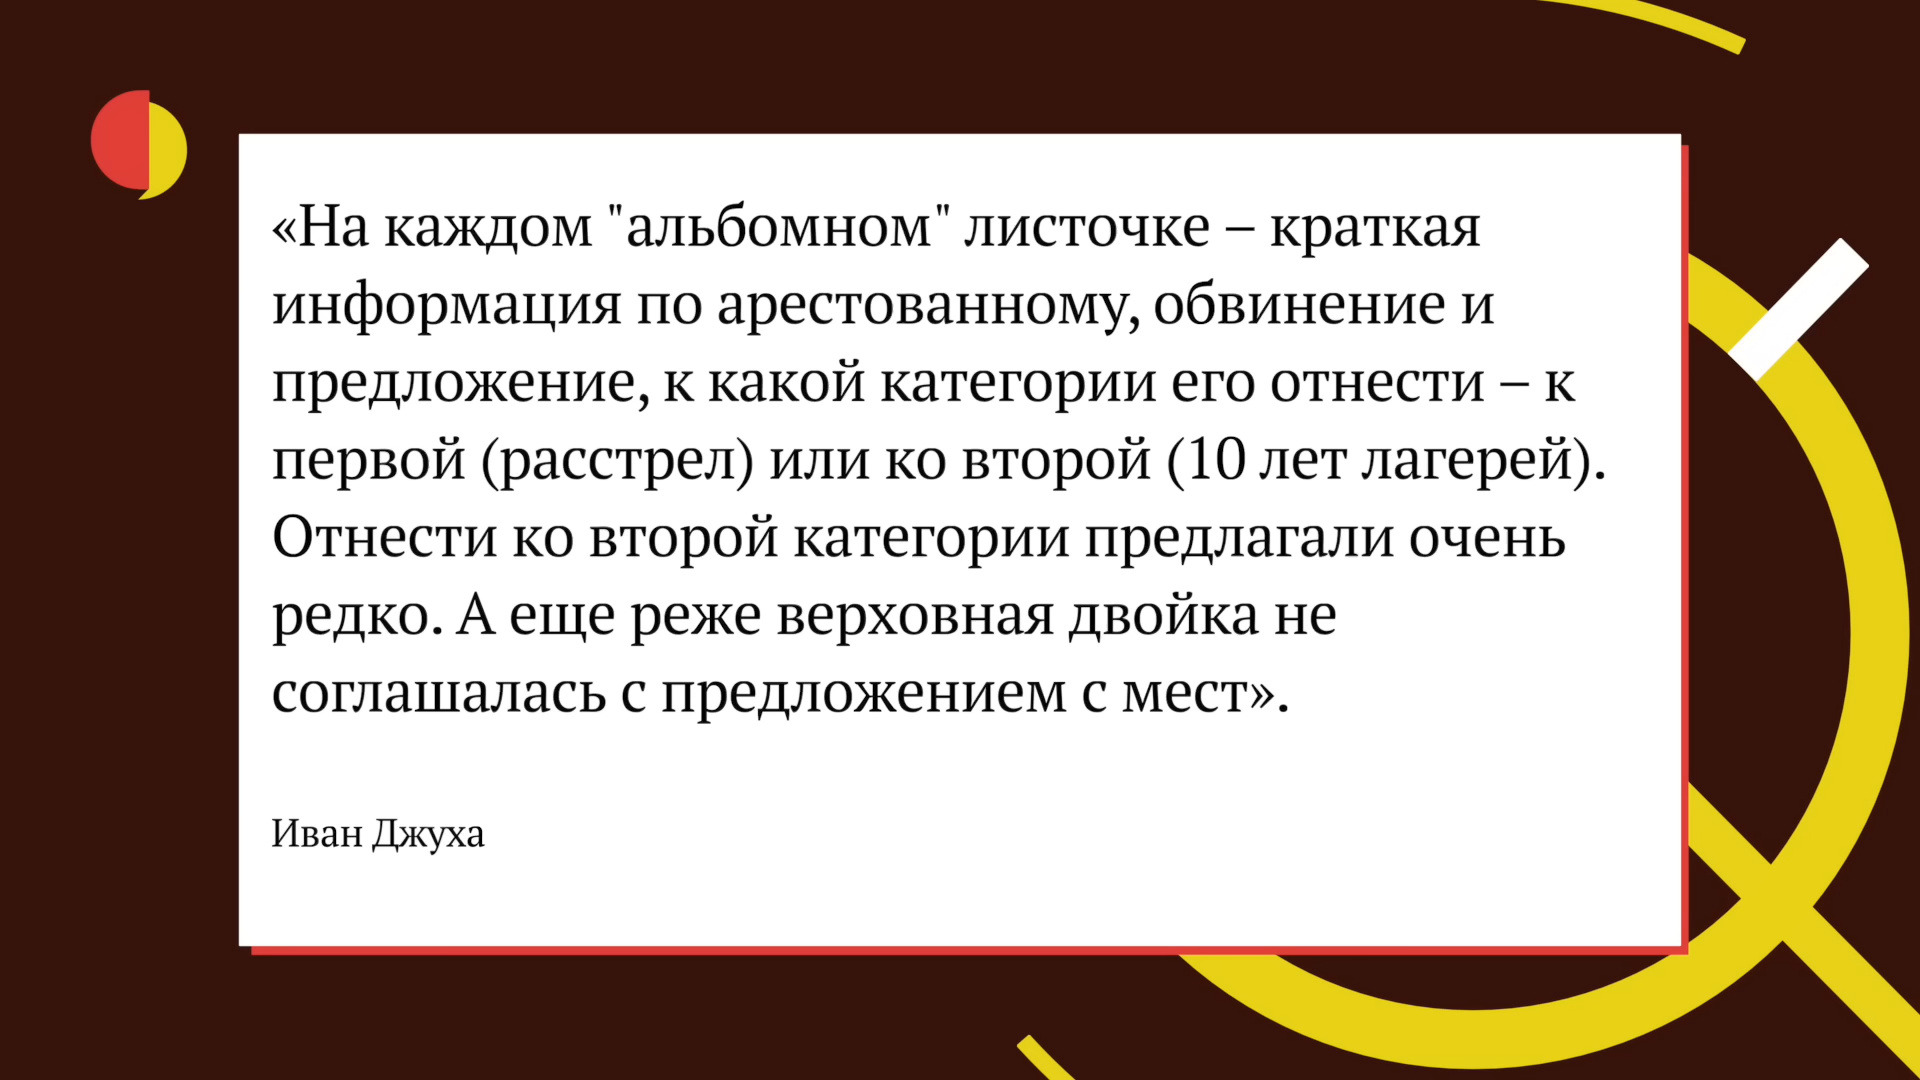 «На каждом "альбомном" листочке – краткая
информация по арестованному, обвинение и
предложение, к какой категории его отнести – к
первой (расстрел) или ко второй (10 лет лагерей).
Отнести ко второй категории предлагали очень
редко. А еще реже верховная двойка не
соглашалась с предложением с мест».
Иван Джуха